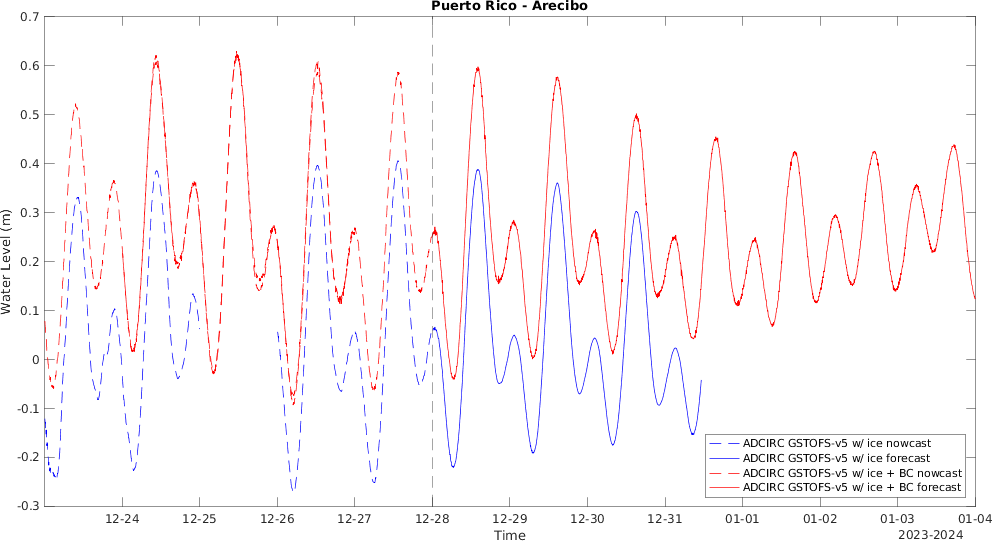 Puerto Rico - Arecibo
0.7
0.6
0.5
0.4
0.3
0.2
0.1
0
-0.1
-0.2
-0.3
Water Level (m)
ADCIRC GSTOFS-v5 w/ ice nowcast
ADCIRC GSTOFS-v5 w/ ice forecast
ADCIRC GSTOFS-v5 w/ ice + BC nowcast
ADCIRC GSTOFS-v5 w/ ice + BC forecast
12-24 12-25 12-26 12-27 12-28 12-29 12-30 12-31 01-01 01-02 01-03 01-04
Time
2023-2024